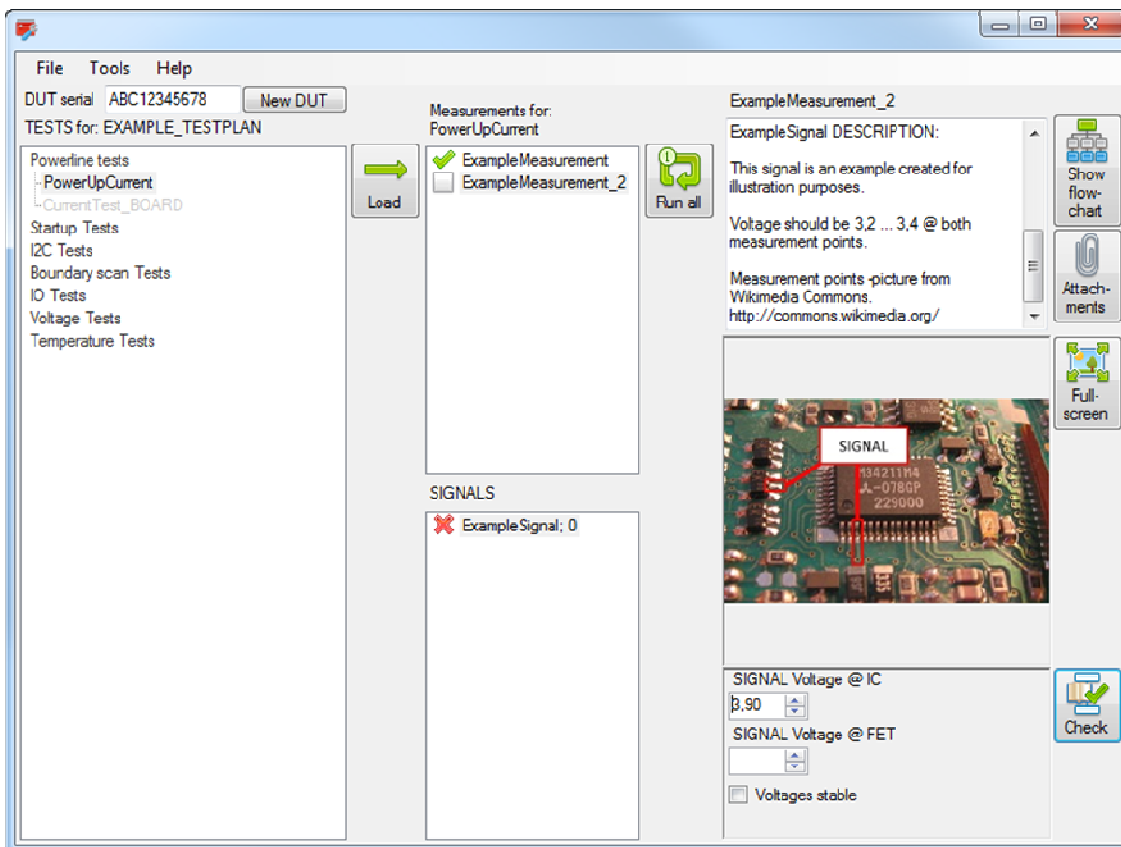 File Tools Help
DUT serial ABC12345678 New DUT
TESTS for: EXAMPLE_TESTPLAN
Powerline tests
PowerUpCurrent
CurrentTest_BOARD
Startup Tests
I2C Tests
Boundary scan Tests
IO Tests
Voltage Tests
Temperature Tests
Load
Measurements for:
PowerUpCurrent
ExampleMeasurement
ExampleMeasurement_2
Run all
SIGNALS
ExampleSignal; 0
ExampleMeasurement_2
ExampleSignal DESCRIPTION:
This signal is an example created for
illustration purposes.
Voltage should be 3,2 ... 3,4 @ both
measurement points.
Measurement points -picture from
Wikimedia Commons.
http://commons.wikimedia.org/
Show
flow-
chart
Attach-
ments
Full-
screen
SIGNAL
M34211M4
-078GP
229000
SIGNAL Voltage @ IC
3,90
SIGNAL Voltage @ FET
Voltages stable
Check